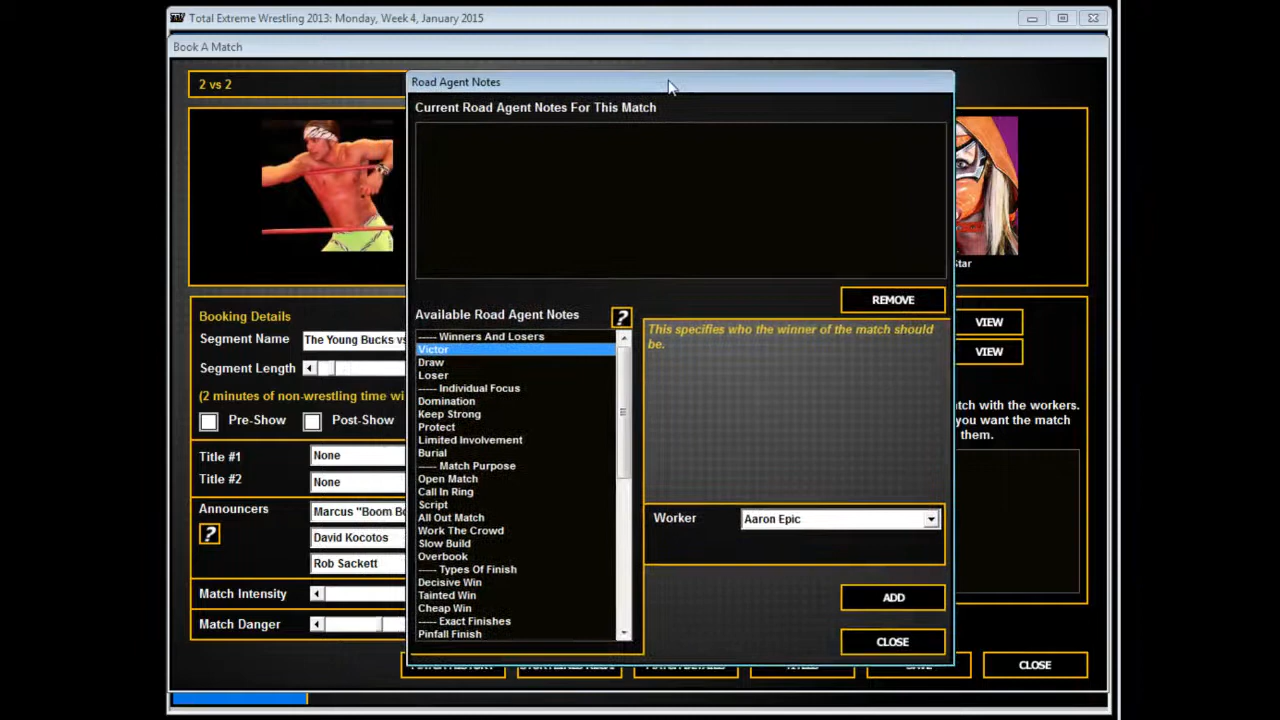 Total Extreme Wrestling 2013: Monday, Week 4, January 2015
Book A Match
2 vs 2
Road Agent Notes
Current Road Agent Notes For This Match
Star
REMOVE
Booking Details
Segment Name
The Young Bucks vs
Segment Length
(2 minutes of non-wrestling time wi
Pre-Show
Post-Show
Title #1
None
Title #2
None
Announcers
Marcus "Boom Bo
?
David Kocotos
Rob Sackett
Match Intensity
Match Danger
Available Road Agent Notes
?
----- Winners And Losers
Victor
Draw
Loser
----- Individual Focus
Domination
Keep Strong
Protect
Limited Involvement
Burial
----- Match Purpose
Open Match
Call In Ring
Script
All Out Match
Work The Crowd
Slow Build
Overbook
----- Types Of Finish
Decisive Win
Tainted Win
Cheap Win
----- Exact Finishes
Pinfall Finish
This specifies who the winner of the match should
be.
Worker
Aaron Epic
ADD
CLOSE
VIEW
VIEW
tch with the workers.
you want the match
them.
CLOSE